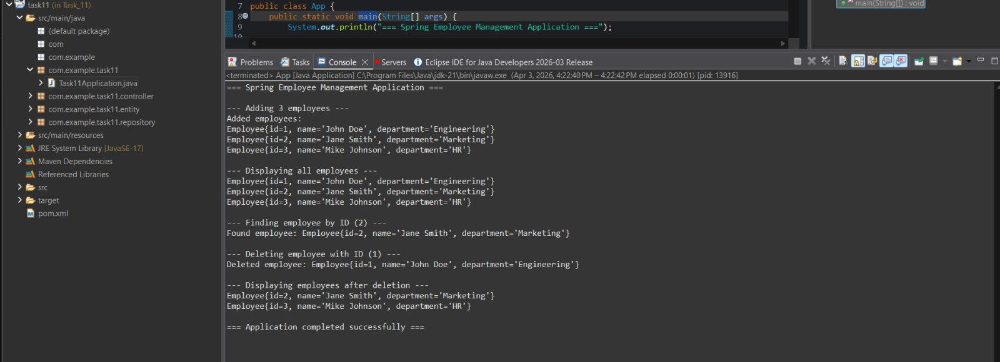 task11 (in Task_11)
src/main/java
(default package)
com
com.example
com.example.task11
Task11Application.java
com.example.task11.controller
com.example.task11.entity
com.example.task11.repository
src/main/resources
JRE System Library [JavaSE-17]
Maven Dependencies
Referenced Libraries
src
target
pom.xml
7 public class App {
8 public static void main(String[] args) {
9 System.out.println("=== Spring Employee Management Application ===");
10
main(String[]) : void
Problems Tasks Console Servers Eclipse IDE for Java Developers 2026-03 Release
<terminated> App [Java Application] C:\Program Files\Java\jdk-21\bin\javaw.exe (Apr 3, 2026, 4:22:40 PM – 4:22:42 PM elapsed 0:00:01) [pid: 13916]
=== Spring Employee Management Application ===
--- Adding 3 employees ---
Added employees:
Employee{id=1, name='John Doe', department='Engineering'}
Employee{id=2, name='Jane Smith', department='Marketing'}
Employee{id=3, name='Mike Johnson', department='HR'}
--- Displaying all employees ---
Employee{id=1, name='John Doe', department='Engineering'}
Employee{id=2, name='Jane Smith', department='Marketing'}
Employee{id=3, name='Mike Johnson', department='HR'}
--- Finding employee by ID (2) ---
Found employee: Employee{id=2, name='Jane Smith', department='Marketing'}
--- Deleting employee with ID (1) ---
Deleted employee: Employee{id=1, name='John Doe', department='Engineering'}
--- Displaying employees after deletion ---
Employee{id=2, name='Jane Smith', department='Marketing'}
Employee{id=3, name='Mike Johnson', department='HR'}
=== Application completed successfully ===